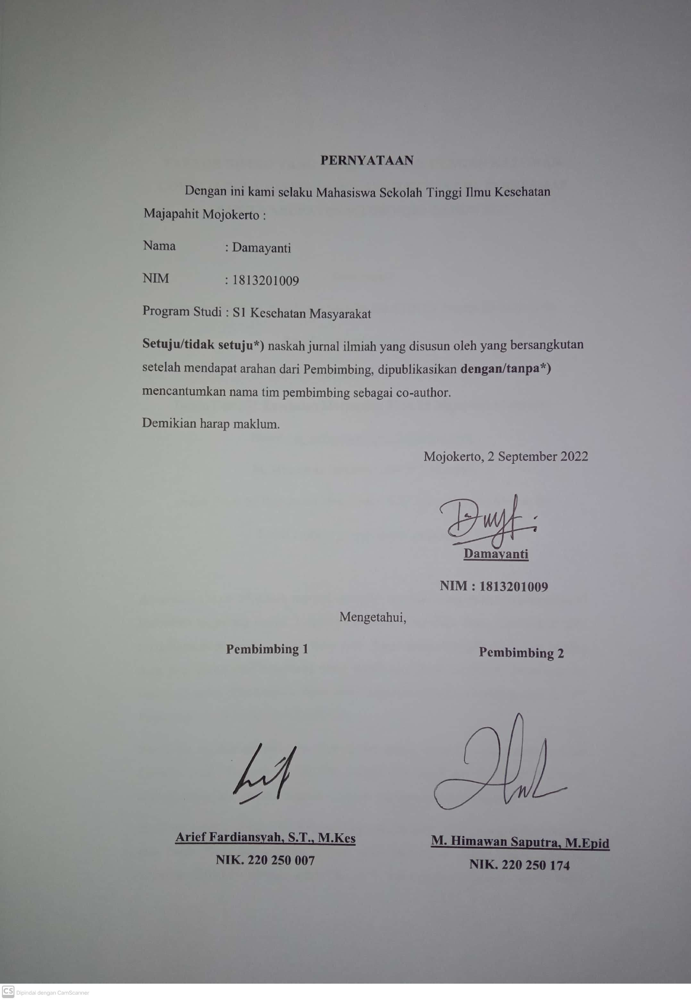 PERNYATAAN
Dengan ini kami selaku Mahasiswa Sekolah Tinggi Ilmu Kesehatan
Majapahit Mojokerto :
Nama : Damayanti
NIM : 1813201009
Program Studi : S1 Kesehatan Masyarakat
Setuju/tidak setuju*) naskah jurnal ilmiah yang disusun oleh yang bersangkutan
setelah mendapat arahan dari Pembimbing, dipublikasikan dengan/tanpa*)
mencantumkan nama tim pembimbing sebagai co-author.
Demikian harap maklum.
Mojokerto, 2 September 2022
Damayanti
NIM : 1813201009
Mengetahui,
Pembimbing 1 Pembimbing 2
Arief Fardiansyah, S.T., M.Kes M. Himawan Saputra, M.Epid
NIK. 220 250 007 NIK. 220 250 174
CS Dipindai dengan CamScanner